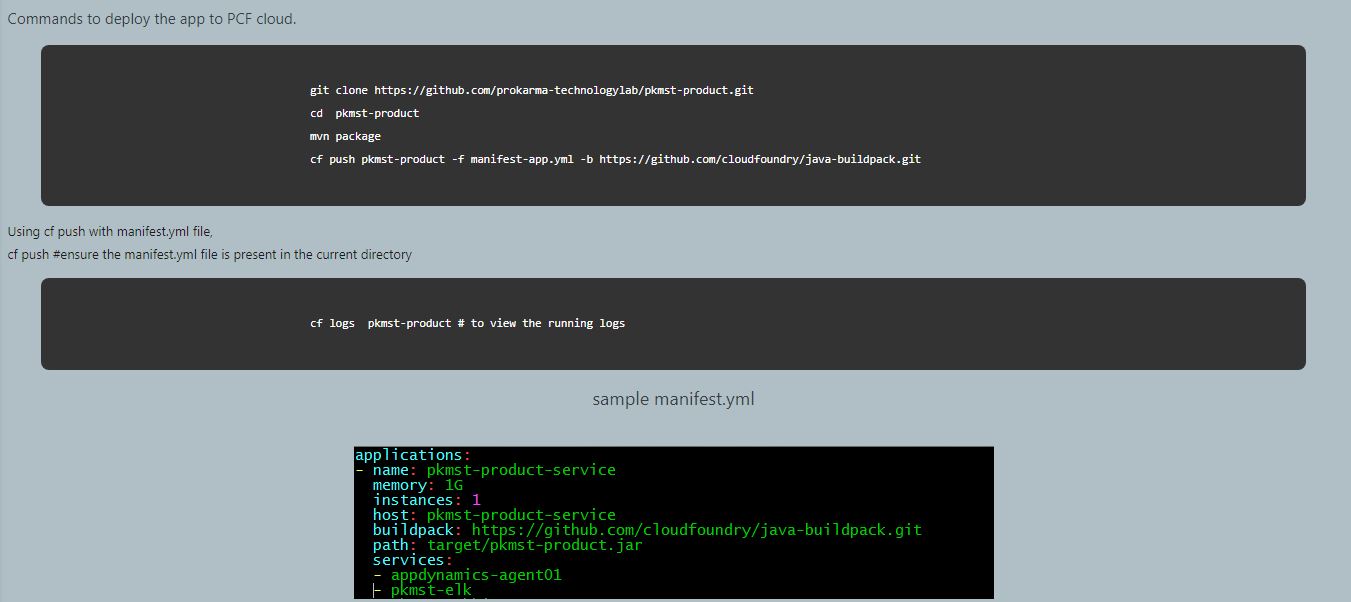 Commands to deploy the app to PCF cloud.
git clone https://github.com/prokarma-technologylab/pkmst-product.git
cd  pkmst-product
mvn package
cf push pkmst-product -f manifest-app.yml -b https://github.com/cloudfoundry/java-buildpack.git
Using cf push with manifest.yml file,
cf push #ensure the manifest.yml file is present in the current directory
cf logs  pkmst-product # to view the running logs
sample manifest.yml
applications:
- name: pkmst-product-service
  memory: 1G
  instances: 1
  host: pkmst-product-service
  buildpack: https://github.com/cloudfoundry/java-buildpack.git
  path: target/pkmst-product.jar
  services:
  - appdynamics-agent01
  - pkmst-elk